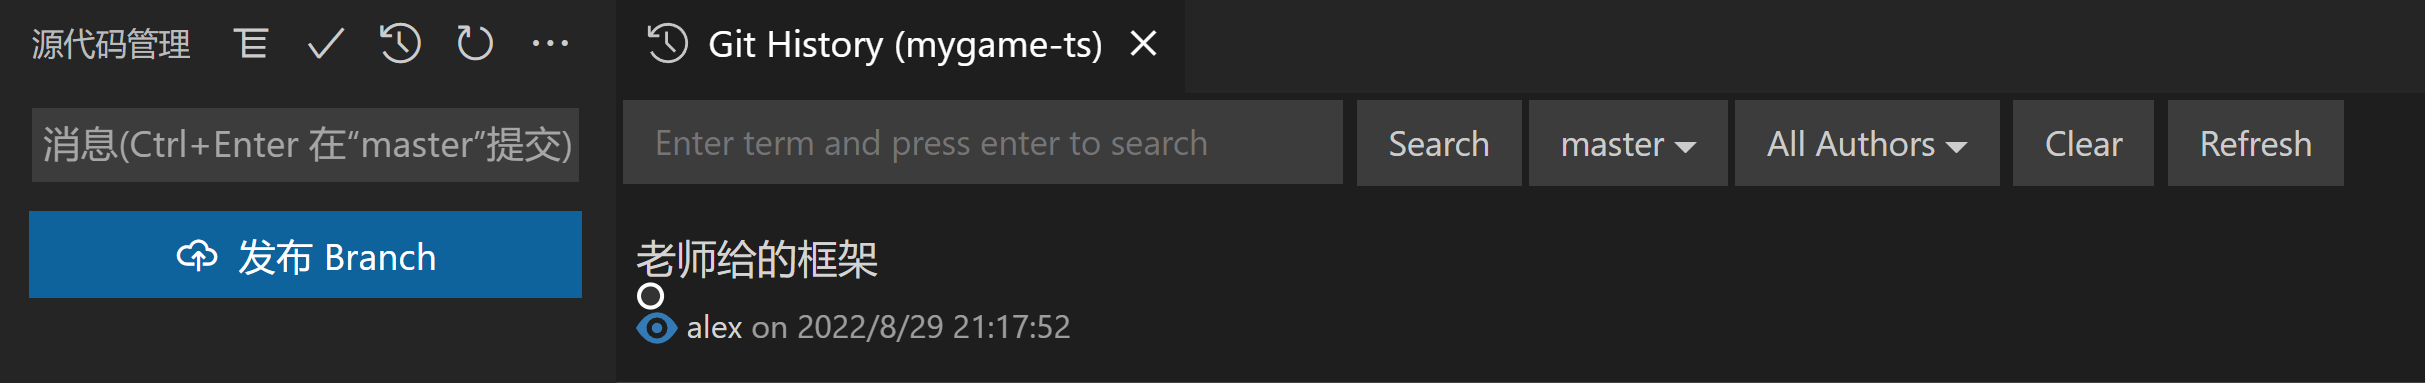 源代码管理
消息(Ctrl+Enter 在“master”提交)
发布 Branch
Git History (mygame-ts)
Enter term and press enter to search
Search
master
All Authors
Clear
Refresh
老师给的框架
alex on 2022/8/29 21:17:52